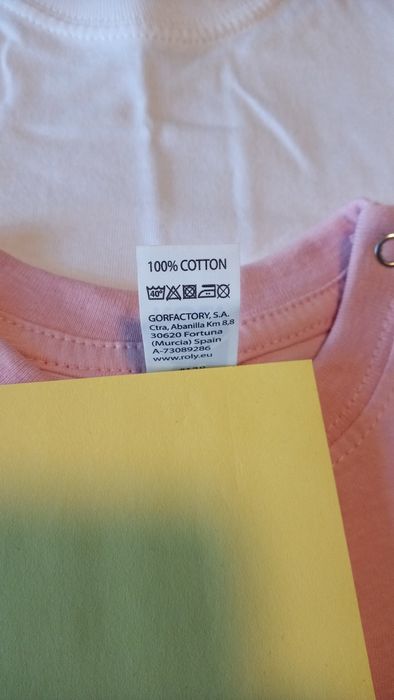 100% COTTON
40°
GORFACTORY, S.A.
Ctra, Abanilla Km 8,8
30620 Fortuna
(Murcia) Spain
A-73089286
www.roly.eu